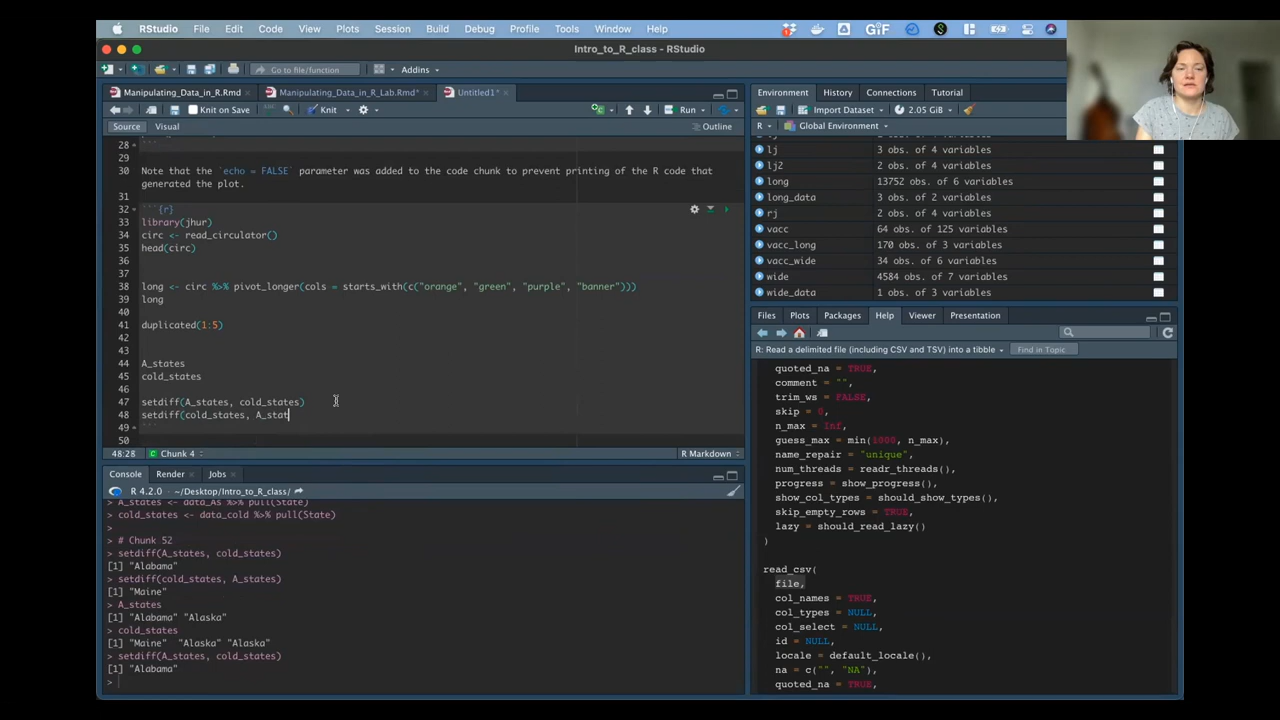 RStudio File Edit Code View Plots Session Build Debug Profile Tools Window Help
GiF
Intro_to_R_class - RStudio
Go to file/function
Addins
Manipulating_Data_in_R.Rmd
Manipulating_Data_in_R_Lab.Rmd*
Untitled1*
Knit on Save
Knit
Run
Source
Visual
Outline
28 ```
29
30 Note that the `echo = FALSE` parameter was added to the code chunk to prevent printing of the R code that
generated the plot.
31
32 ```{r}
33 library(jhur)
34 circ <- read_circulator()
35 head(circ)
36
37
38 long <- circ %>% pivot_longer(cols = starts_with(c("orange", "green", "purple", "banner")))
39 long
40
41 duplicated(1:5)
42
43
44 A_states
45 cold_states
46
47 setdiff(A_states, cold_states)
48 setdiff(cold_states, A_stat
49 ```
50
48:28
Chunk 4
R Markdown
Console
Render
Jobs
R 4.2.0 · ~/Desktop/Intro_to_R_class/
> A_states <- data_As %>% pull(State)
> cold_states <- data_cold %>% pull(State)
>
> # Chunk 52
> setdiff(A_states, cold_states)
[1] "Alabama"
> setdiff(cold_states, A_states)
[1] "Maine"
> A_states
[1] "Alabama" "Alaska"
> cold_states
[1] "Maine" "Alaska" "Alaska"
> setdiff(A_states, cold_states)
[1] "Alabama"
>
Environment History Connections Tutorial
Import Dataset
2.05 GiB
R
Global Environment
lj 3 obs. of 4 variables
lj2 2 obs. of 4 variables
long 13752 obs. of 6 variables
long_data 3 obs. of 2 variables
rj 2 obs. of 4 variables
vacc 64 obs. of 125 variables
vacc_long 170 obs. of 3 variables
vacc_wide 34 obs. of 6 variables
wide 4584 obs. of 7 variables
wide_data 1 obs. of 3 variables
Files Plots Packages Help Viewer Presentation
R: Read a delimited file (including CSV and TSV) into a tibble
Find in Topic
quoted_na = TRUE,
comment = "",
trim_ws = FALSE,
skip = 0,
n_max = Inf,
guess_max = min(1000, n_max),
name_repair = "unique",
num_threads = readr_threads(),
progress = show_progress(),
show_col_types = should_show_types(),
skip_empty_rows = TRUE,
lazy = should_read_lazy()
)
read_csv(
file,
col_names = TRUE,
col_types = NULL,
col_select = NULL,
id = NULL,
locale = default_locale(),
na = c("", "NA"),
quoted_na = TRUE,